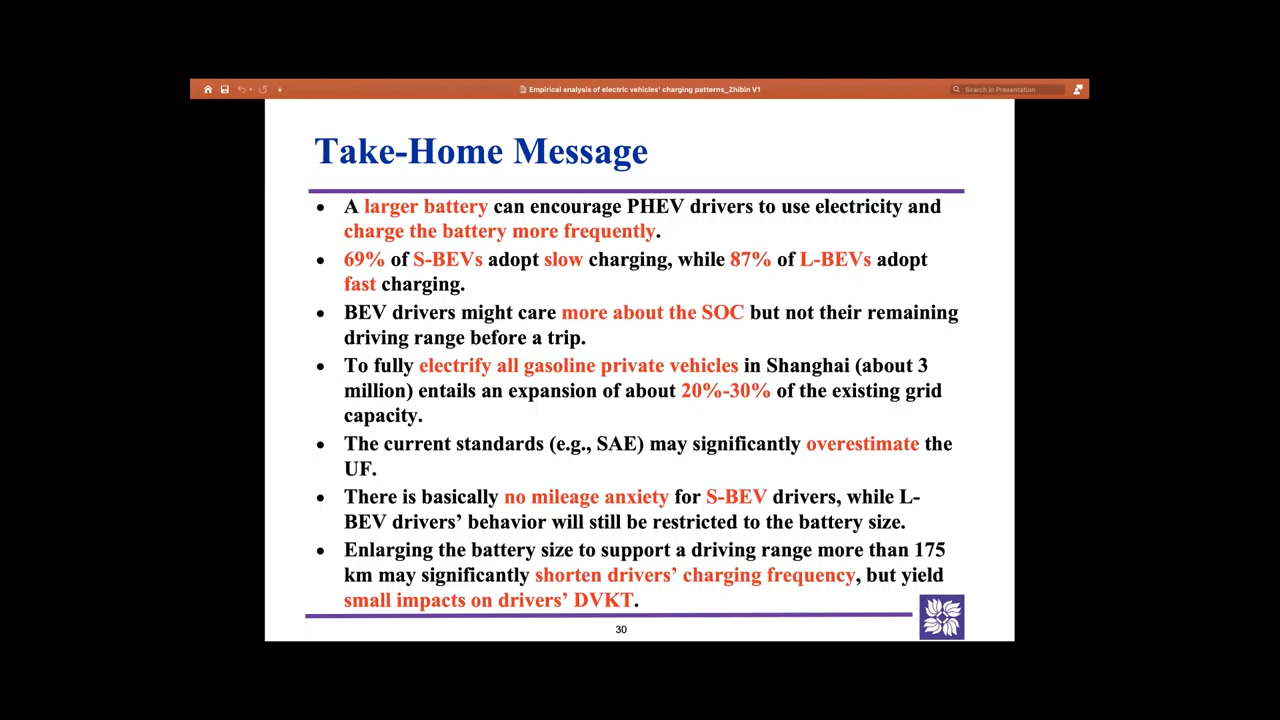 Empirical analysis of electric vehicles' charging patterns_Zhibin V1
Search in Presentation
Take-Home Message
• A larger battery can encourage PHEV drivers to use electricity and
charge the battery more frequently.
• 69% of S-BEVs adopt slow charging, while 87% of L-BEVs adopt
fast charging.
• BEV drivers might care more about the SOC but not their remaining
driving range before a trip.
• To fully electrify all gasoline private vehicles in Shanghai (about 3
million) entails an expansion of about 20%-30% of the existing grid
capacity.
• The current standards (e.g., SAE) may significantly overestimate the
UF.
• There is basically no mileage anxiety for S-BEV drivers, while L-
BEV drivers’ behavior will still be restricted to the battery size.
• Enlarging the battery size to support a driving range more than 175
km may significantly shorten drivers’ charging frequency, but yield
small impacts on drivers’ DVKT.
30